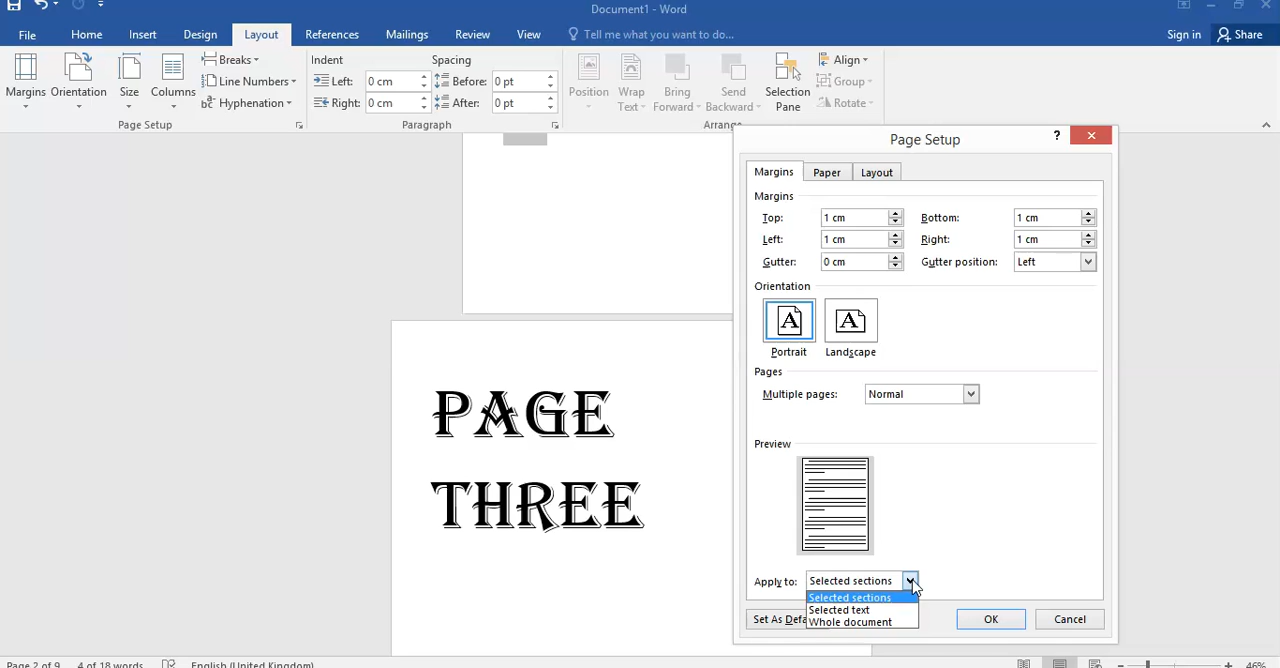 Document1 - Word
File Home Insert Design Layout References Mailings Review View Tell me what you want to do... Sign in Share
Margins Orientation Size Columns
Breaks
Line Numbers
Hyphenation
Page Setup
Indent
Left: 0 cm
Right: 0 cm
Spacing
Before: 0 pt
After: 0 pt
Paragraph
Position Wrap Text Bring Forward Send Backward Selection Pane
Align
Group
Rotate
Arrange
PAGE
THREE
Page Setup
?
Margins Paper Layout
Margins
Top: 1 cm Bottom: 1 cm
Left: 1 cm Right: 1 cm
Gutter: 0 cm Gutter position: Left
Orientation
A A
Portrait Landscape
Pages
Multiple pages: Normal
Preview
Apply to: Selected sections
Selected sections
Selected text
Whole document
Set As Defa
OK Cancel
Page 2 of 9 4 of 18 words English (United Kingdom) 46%